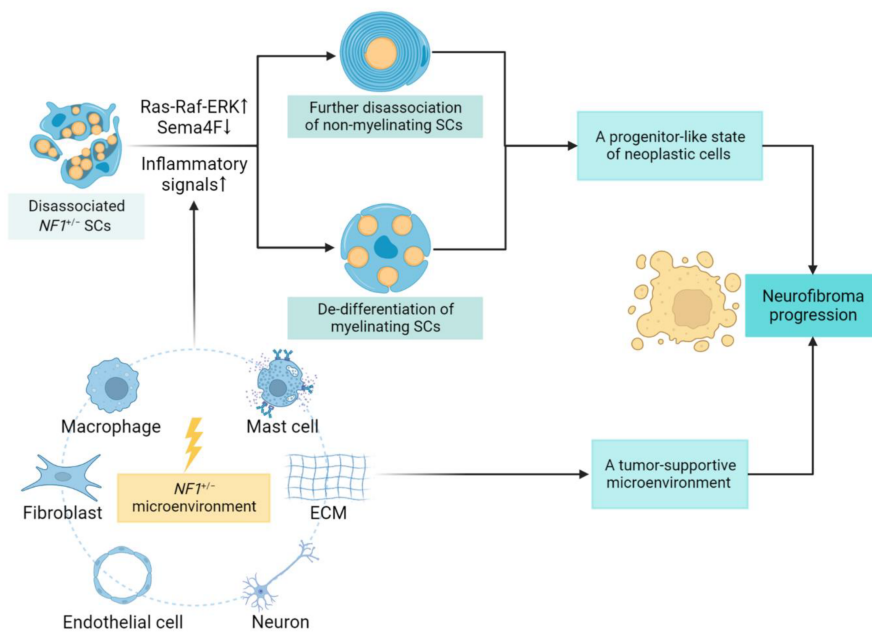 Ras-Raf-ERK↑
Sema4F↓
Inflammatory
signals↑
Disassociated
NF1+/− SCs
Further disassociation
of non-myelinating SCs
De-differentiation of
myelinating SCs
A progenitor-like state
of neoplastic cells
Neurofibroma
progression
Macrophage
Mast cell
Fibroblast
NF1+/−
microenvironment
ECM
Endothelial cell
Neuron
A tumor-supportive
microenvironment